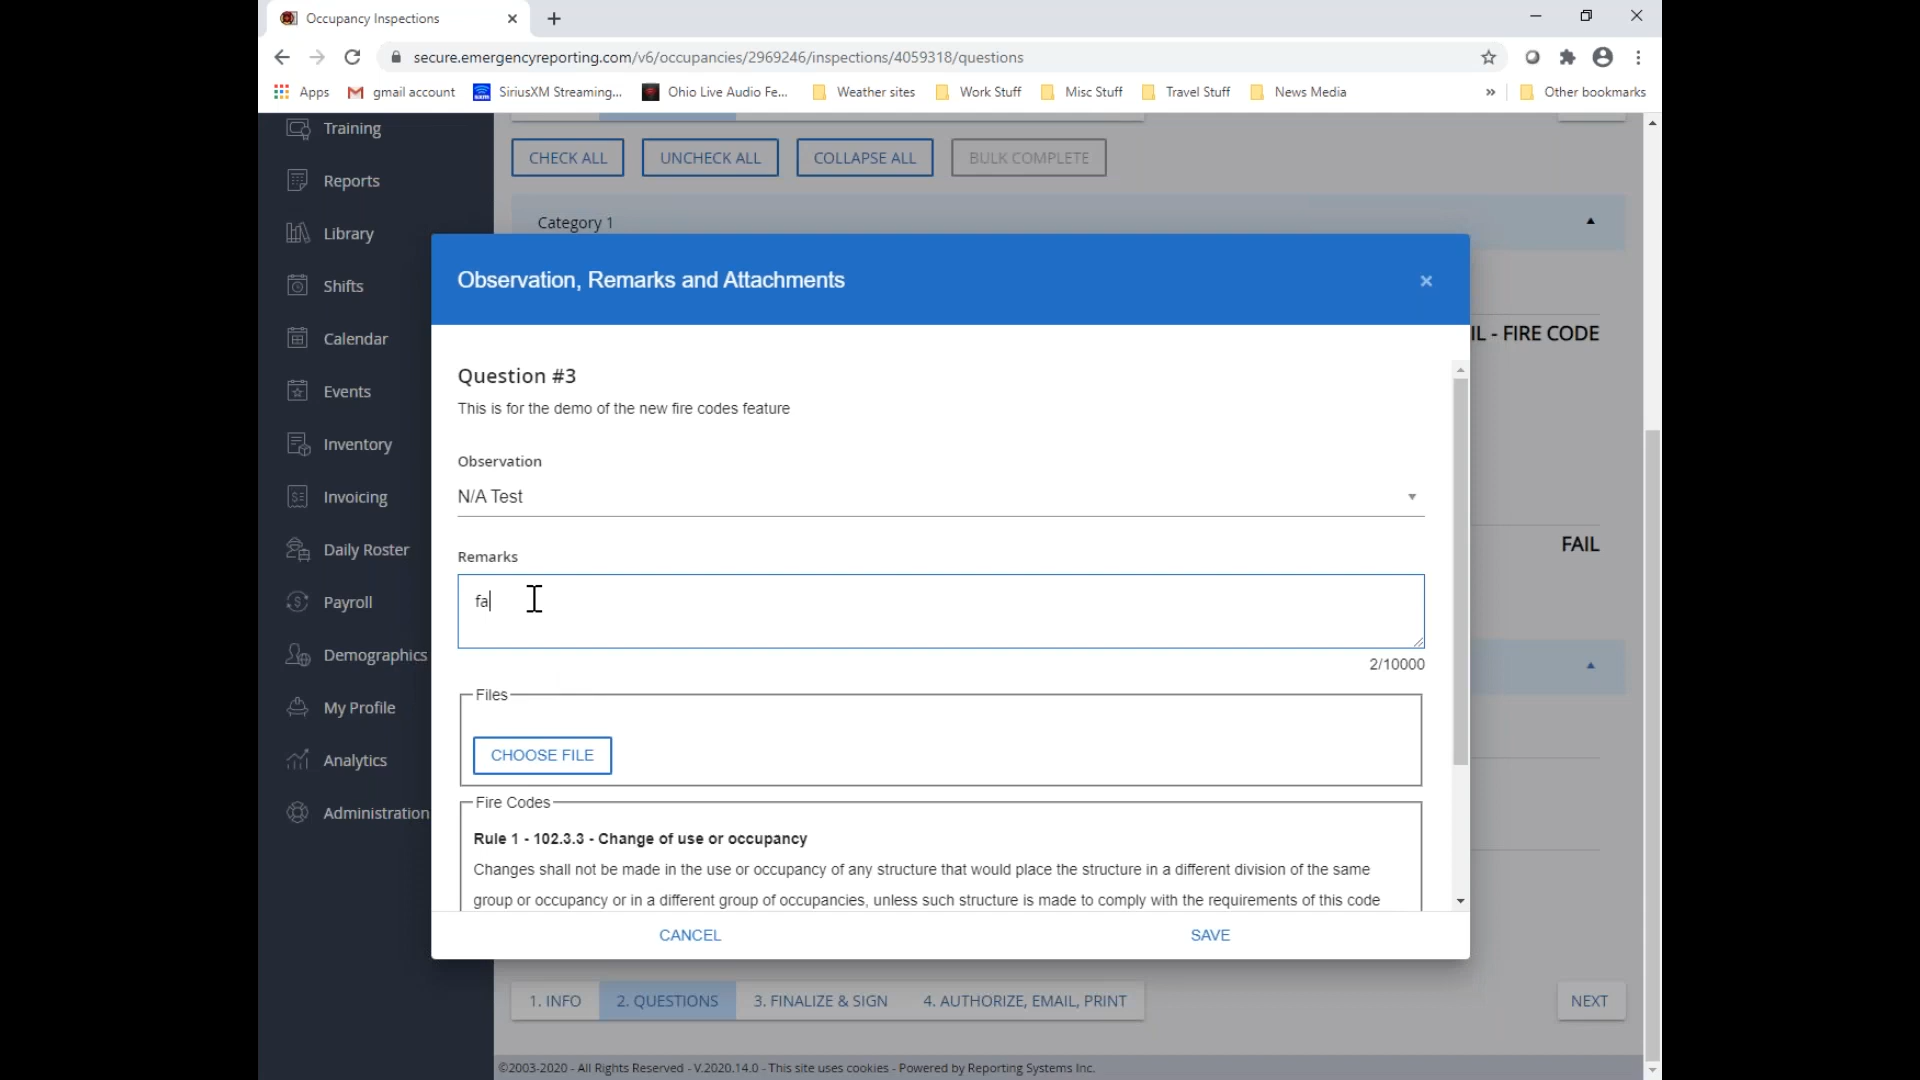 Occupancy Inspections
secure.emergencyreporting.com/v6/occupancies/2969246/inspections/4059318/questions
Apps gmail account SiriusXM Streaming... Ohio Live Audio Fe... Weather sites Work Stuff Misc Stuff Travel Stuff News Media » Other bookmarks
Training
Reports
Library
Shifts
Calendar
Events
Inventory
Invoicing
Daily Roster
Payroll
Demographics
My Profile
Analytics
Administration
CHECK ALL UNCHECK ALL COLLAPSE ALL BULK COMPLETE
Category 1
Observation, Remarks and Attachments ×
IL - FIRE CODE
Question #3
This is for the demo of the new fire codes feature
Observation
N/A Test
FAIL
Remarks
fa
2/10000
Files
CHOOSE FILE
Fire Codes
Rule 1 - 102.3.3 - Change of use or occupancy
Changes shall not be made in the use or occupancy of any structure that would place the structure in a different division of the same
group or occupancy or in a different group of occupancies, unless such structure is made to comply with the requirements of this code
CANCEL SAVE
1. INFO 2. QUESTIONS 3. FINALIZE & SIGN 4. AUTHORIZE, EMAIL, PRINT NEXT
©2003-2020 - All Rights Reserved - V.2020.14.0 - This site uses cookies - Powered by Reporting Systems Inc.